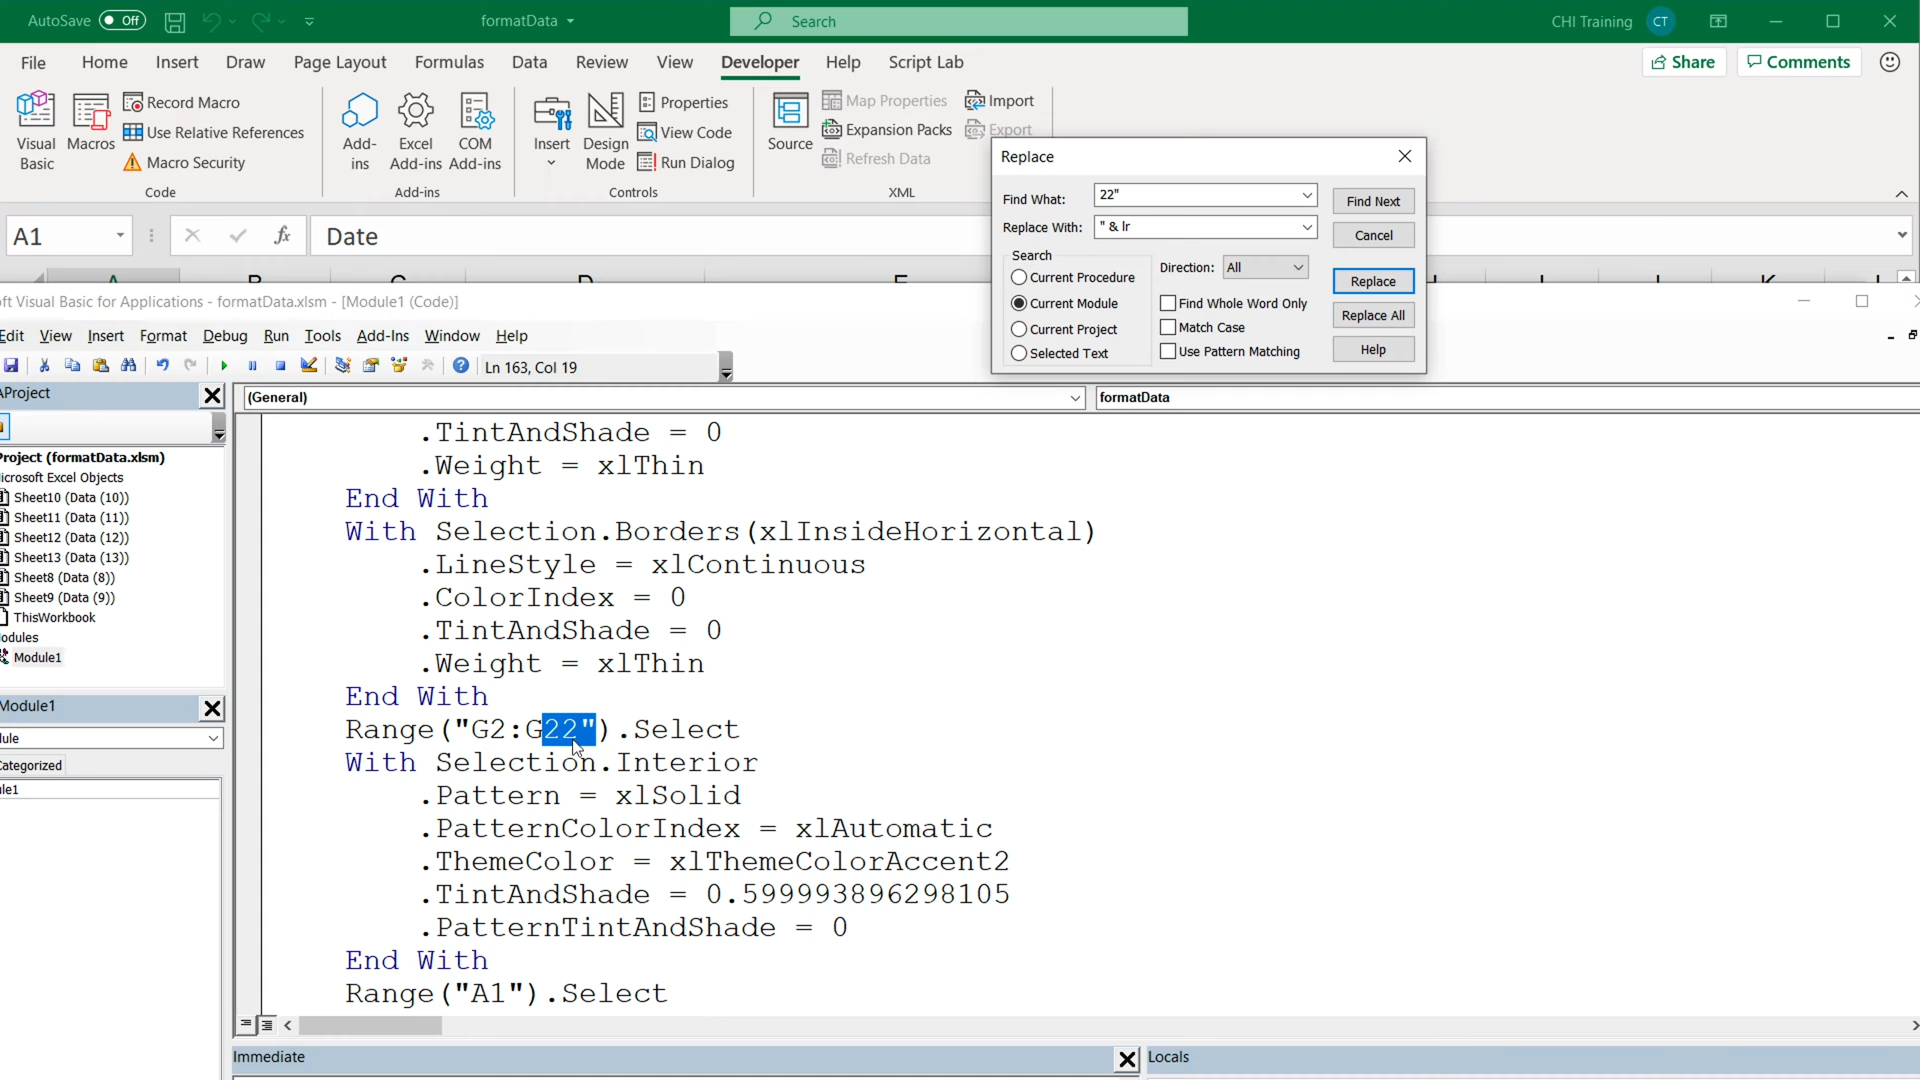 AutoSave Off formatData Search CHI Training CT
File Home Insert Draw Page Layout Formulas Data Review View Developer Help Script Lab Share Comments
Visual Basic
Macros
Record Macro
Use Relative References
Macro Security
Code
Add-ins
Excel Add-ins
COM Add-ins
Add-ins
Insert
Design Mode
Properties
View Code
Run Dialog
Controls
Source
Map Properties
Expansion Packs
Refresh Data
Import
Export
XML
Replace
Find What: 22"
Replace With: " & lr
Search
Current Procedure
Current Module
Current Project
Selected Text
Direction: All
Find Whole Word Only
Match Case
Use Pattern Matching
Find Next
Cancel
Replace
Replace All
Help
A1 fx Date
ft Visual Basic for Applications - formatData.xlsm - [Module1 (Code)]
Edit View Insert Format Debug Run Tools Add-Ins Window Help
Ln 163, Col 19
AProject
Project (formatData.xlsm)
icrosoft Excel Objects
Sheet10 (Data (10))
Sheet11 (Data (11))
Sheet12 (Data (12))
Sheet13 (Data (13))
Sheet8 (Data (8))
Sheet9 (Data (9))
ThisWorkbook
odules
Module1
Module1
ule
ategorized
le1
(General) formatData
.TintAndShade = 0
.Weight = xlThin
End With
With Selection.Borders(xlInsideHorizontal)
.LineStyle = xlContinuous
.ColorIndex = 0
.TintAndShade = 0
.Weight = xlThin
End With
Range("G2:G22").Select
With Selection.Interior
.Pattern = xlSolid
.PatternColorIndex = xlAutomatic
.ThemeColor = xlThemeColorAccent2
.TintAndShade = 0.599993896298105
.PatternTintAndShade = 0
End With
Range("A1").Select
Immediate
Locals